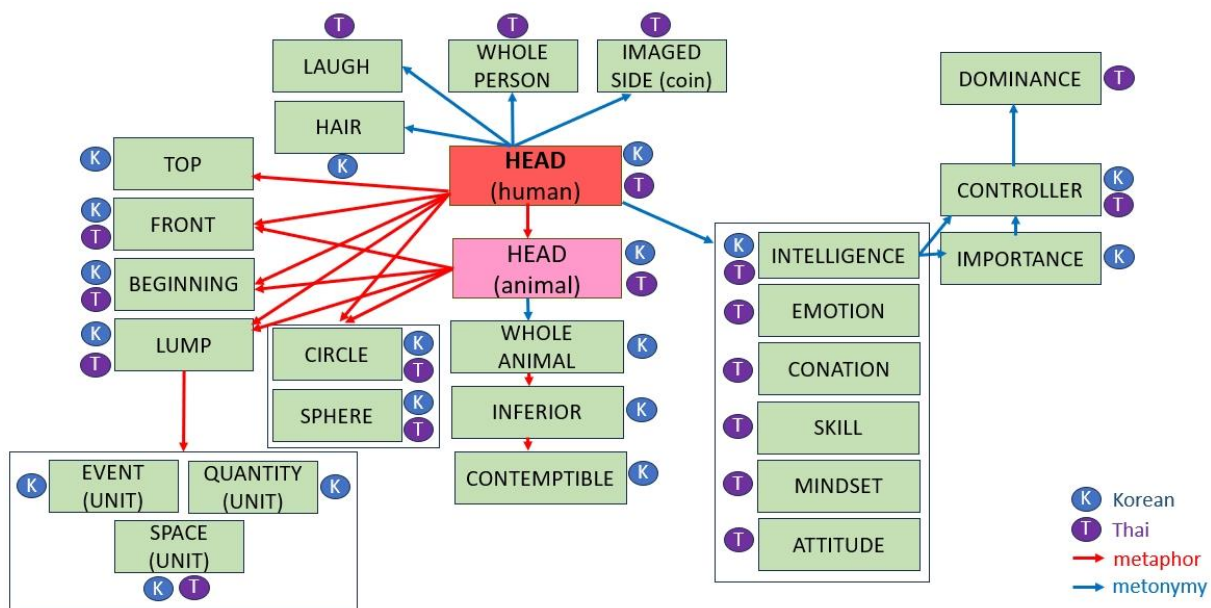 T
T
T
LAUGH
WHOLE
PERSON
IMAGED
SIDE (coin)
DOMINANCE
T
HAIR
K
K
TOP
HEAD
(human)
K
T
CONTROLLER
K
T
K
T
FRONT
K
T
BEGINNING
HEAD
(animal)
K
T
K
T
INTELLIGENCE
IMPORTANCE
K
T
EMOTION
K
T
LUMP
CIRCLE
K
T
WHOLE
ANIMAL
K
T
CONATION
SPHERE
K
T
INFERIOR
K
T
SKILL
K
EVENT
(UNIT)
QUANTITY
(UNIT)
K
CONTEMPTIBLE
K
T
MINDSET
SPACE
(UNIT)
K
T
T
ATTITUDE
K
Korean
T
Thai
metaphor
metonymy